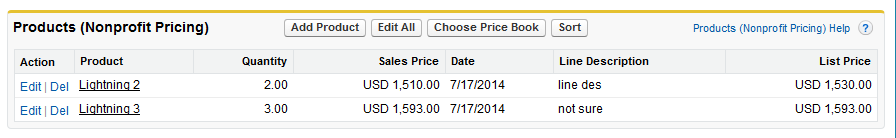 Products (Nonprofit Pricing) Add Product Edit All Choose Price Book Sort Products (Nonprofit Pricing) Help ?
Action Product Quantity Sales Price Date Line Description List Price
Edit | Del Lightning 2 2.00 USD 1,510.00 7/17/2014 line des USD 1,530.00
Edit | Del Lightning 3 3.00 USD 1,593.00 7/17/2014 not sure USD 1,593.00